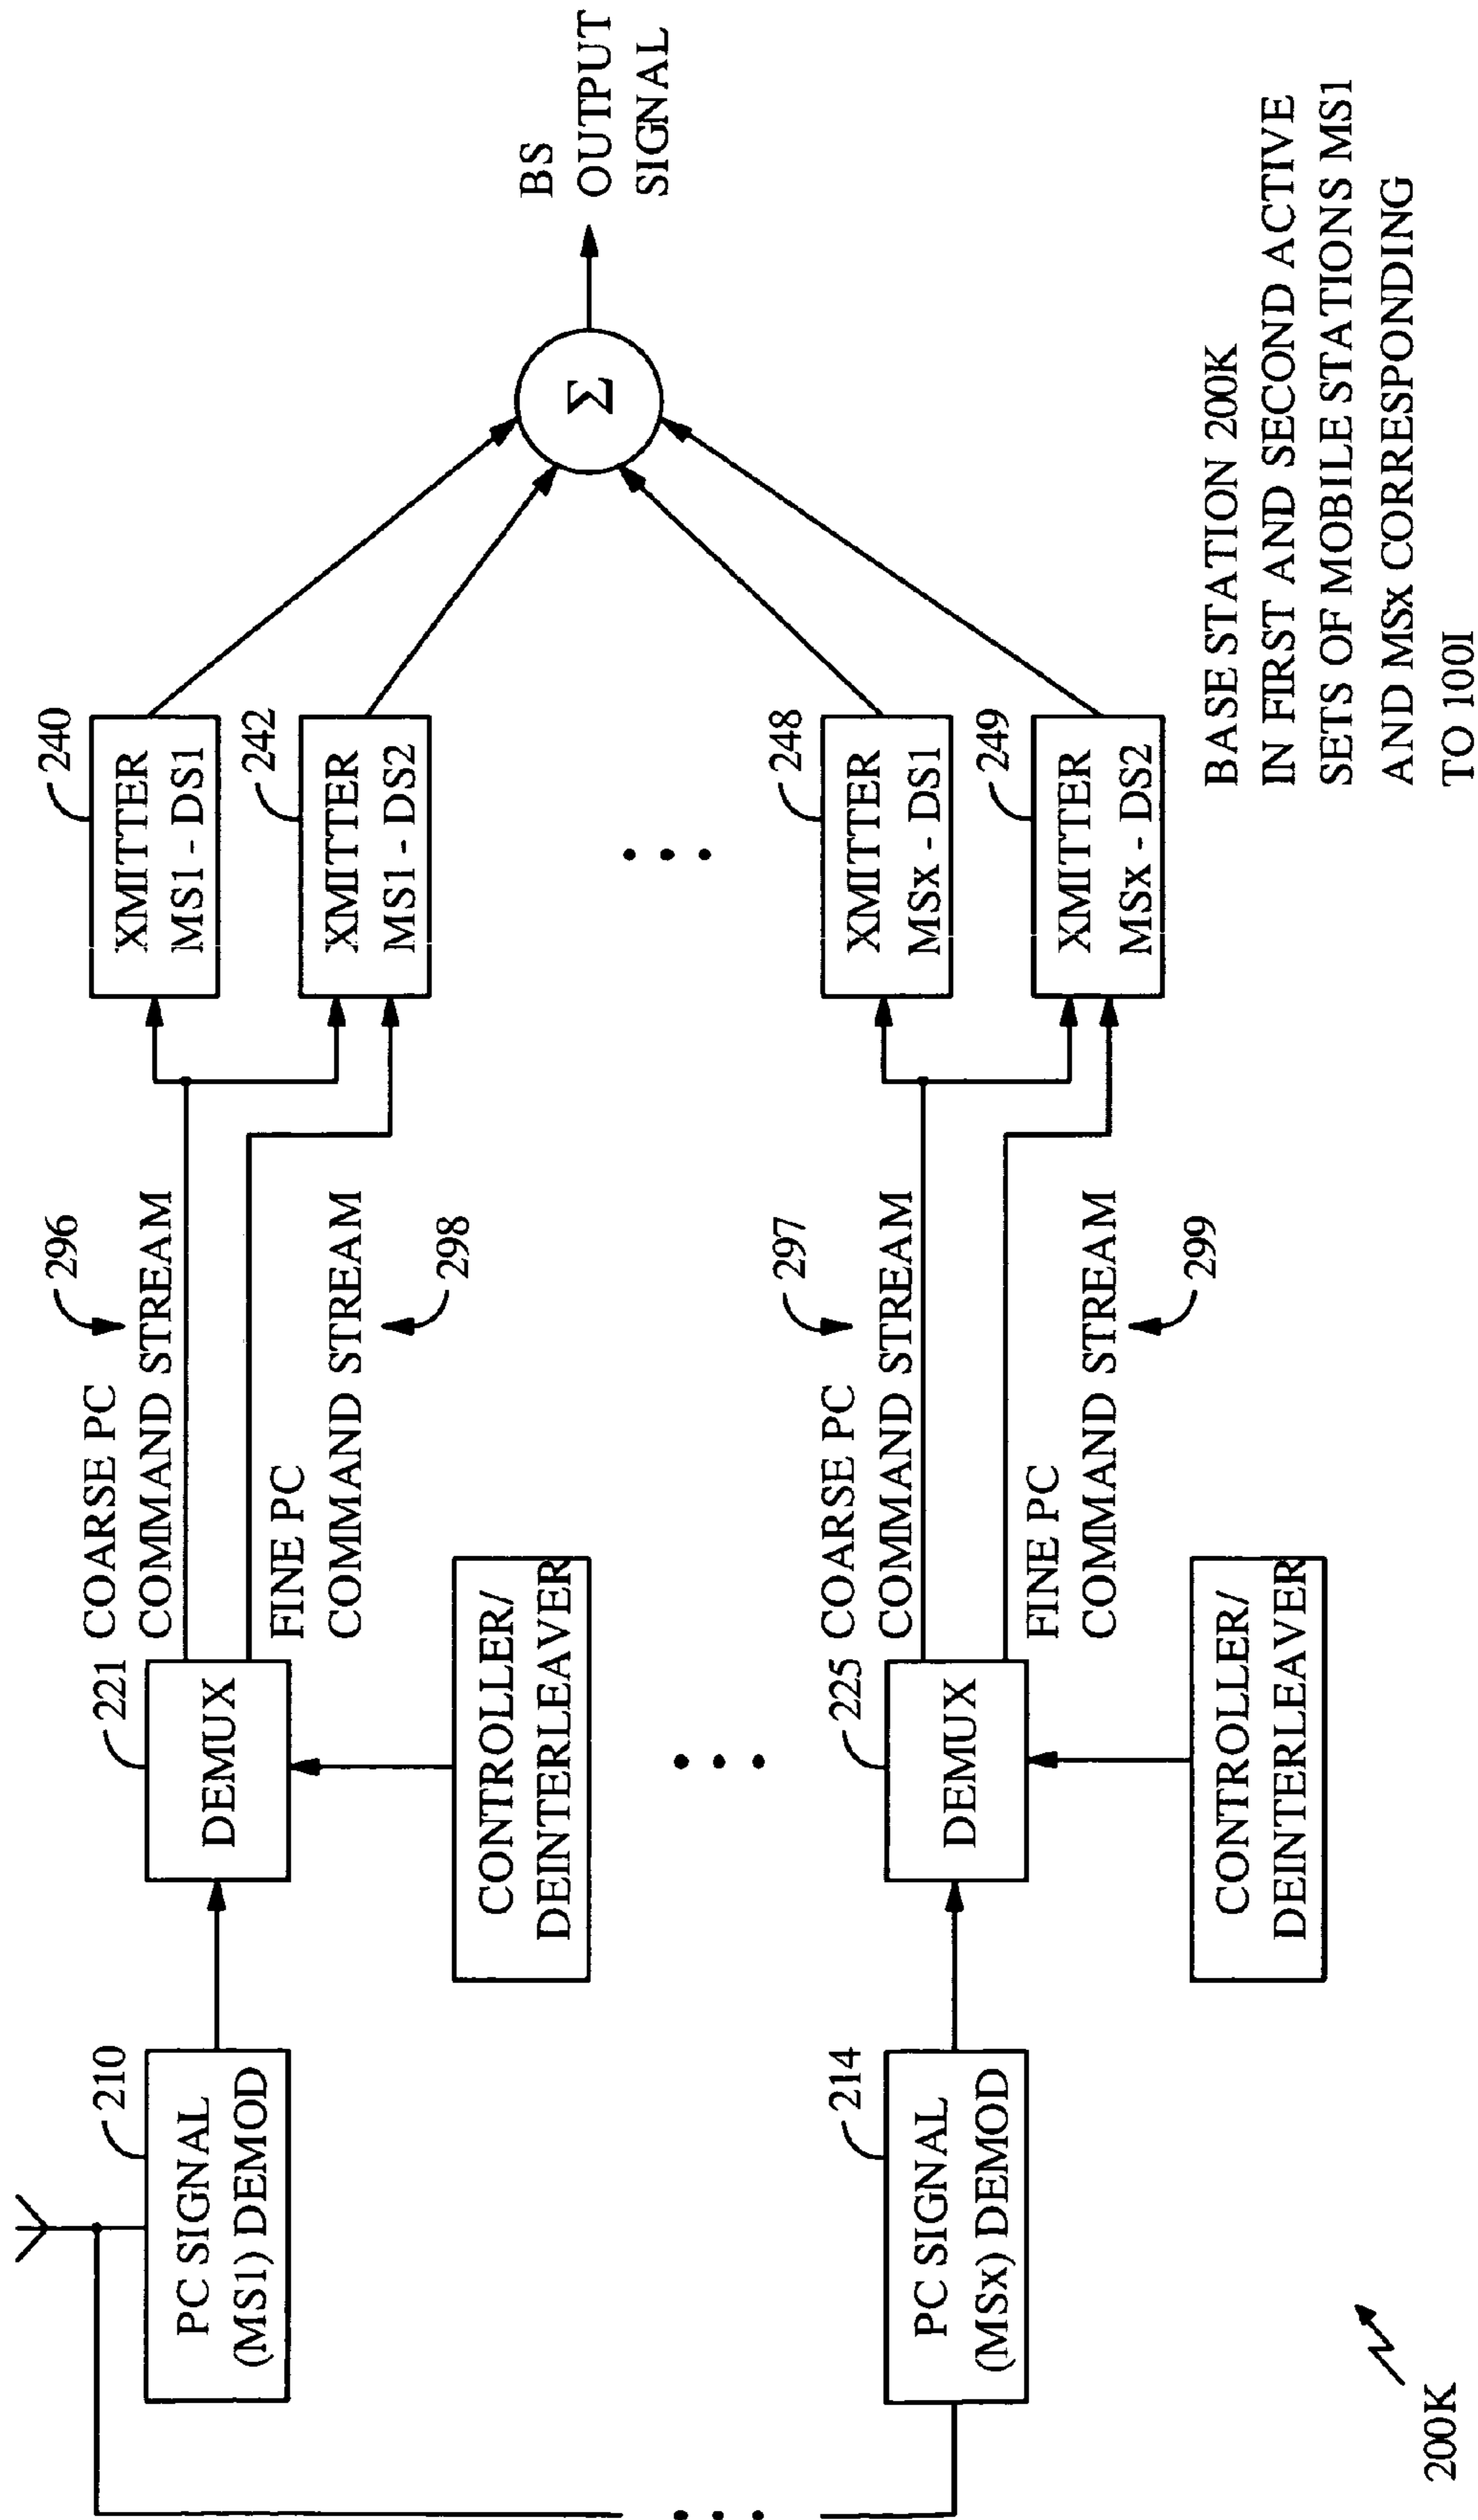 210
PC SIGNAL
(MS1) DEMOD
221
DEMUX
CONTROLLER/
DEINTERLEAVER
296
COARSE PC
COMMAND STREAM
FINE PC
COMMAND STREAM
298
240
XMITTER
MS1 - DS1
242
XMITTER
MS1 - DS2
Σ
BS
OUTPUT
SIGNAL
214
PC SIGNAL
(MSx) DEMOD
225
DEMUX
CONTROLLER/
DEINTERLEAVER
297
COARSE PC
COMMAND STREAM
FINE PC
COMMAND STREAM
299
248
XMITTER
MSx - DS1
249
XMITTER
MSx - DS2
200K
BASE STATION 200K
IN FIRST AND SECOND ACTIVE
SETS OF MOBILE STATIONS MS1
AND MSx CORRESPONDING
TO 100I